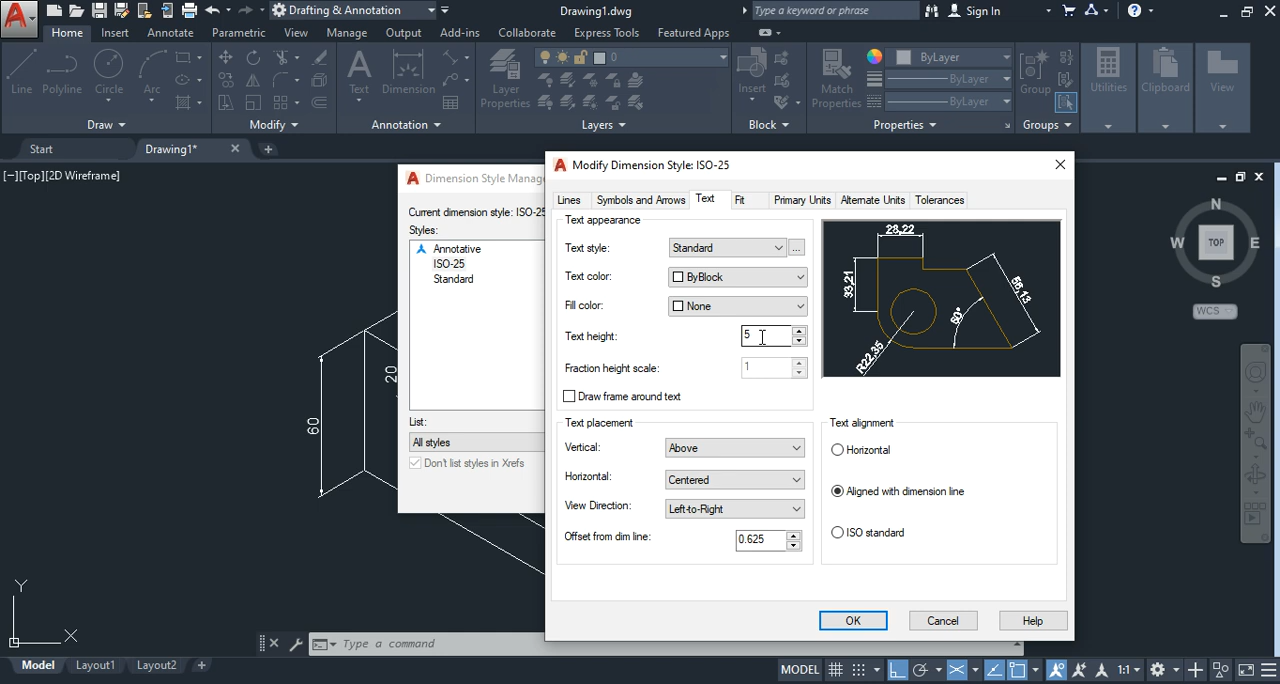 Drafting & Annotation
Drawing1.dwg
Type a keyword or phrase
Sign In
Home Insert Annotate Parametric View Manage Output Add-ins Collaborate Express Tools Featured Apps
Line Polyline Circle Arc
Text Dimension
Layer Properties
0
Insert
Match Properties
ByLayer
ByLayer
ByLayer
Group
Utilities
Clipboard
View
Draw Modify Annotation Layers Block Properties Groups
Start Drawing1*
[−][Top][2D Wireframe]
Dimension Style Manag
Current dimension style: ISO-25
Styles:
Annotative
ISO-25
Standard
List:
All styles
Don't list styles in Xrefs
60
20
Modify Dimension Style: ISO-25
Lines Symbols and Arrows Text Fit Primary Units Alternate Units Tolerances
Text appearance
Text style: Standard ...
Text color: ByBlock
Fill color: None
Text height: 5
Fraction height scale: 1
Draw frame around text
28,22
33,21
56,13
60°
R22,35
Text placement
Vertical: Above
Horizontal: Centered
View Direction: Left-to-Right
Offset from dim line: 0.625
Text alignment
Horizontal
Aligned with dimension line
ISO standard
OK Cancel Help
N
W TOP E
S
WCS
Y
X
Type a command
Model Layout1 Layout2
MODEL
1:1